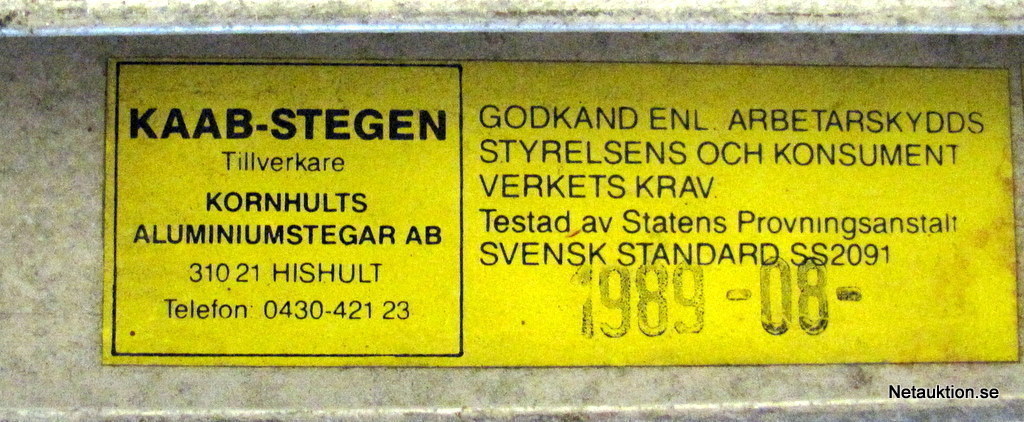 KAAB-STEGEN
Tillverkare
KORNHULTS
ALUMINIUMSTEGAR AB
310 21 HISHULT
Telefon 0430-421 23
GODKÄND ENL. ARBETARSKYDDS
STYRELSENS OCH KONSUMENT
VERKETS KRAV.
Testad av Statens Provningsanstalt
SVENSK STANDARD SS2091
1989 -08-
Netauktion.se